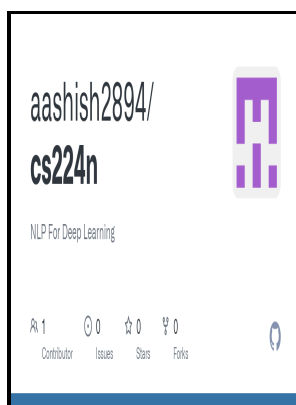 aashish2894/
cs224n
NLP For Deep Learning
1 0 0 0
Contributor Issues Stars Forks